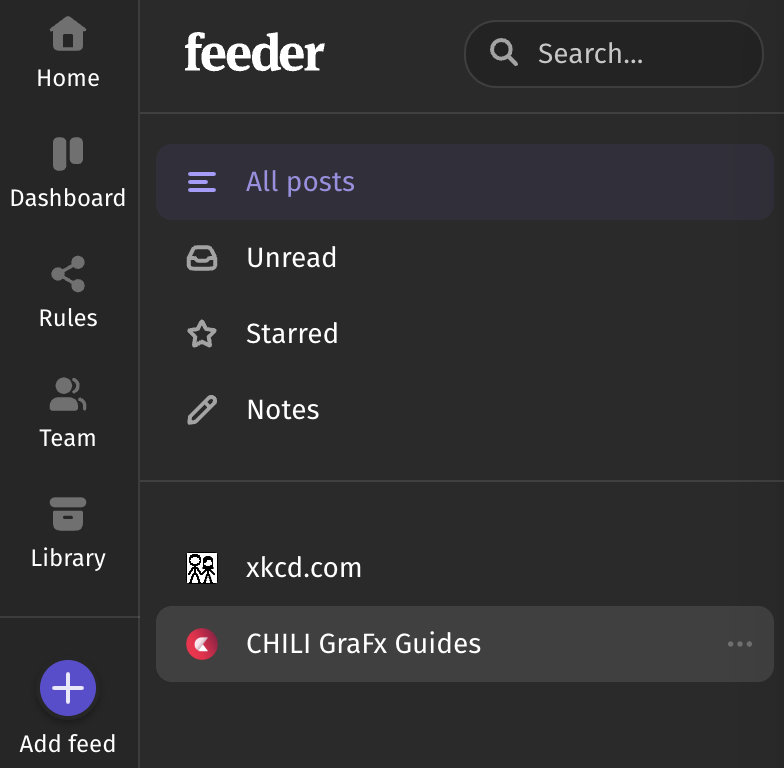 Home
Dashboard
Rules
Team
Library
Add feed
feeder
Search...
All posts
Unread
Starred
Notes
xkcd.com
CHILI GraFx Guides